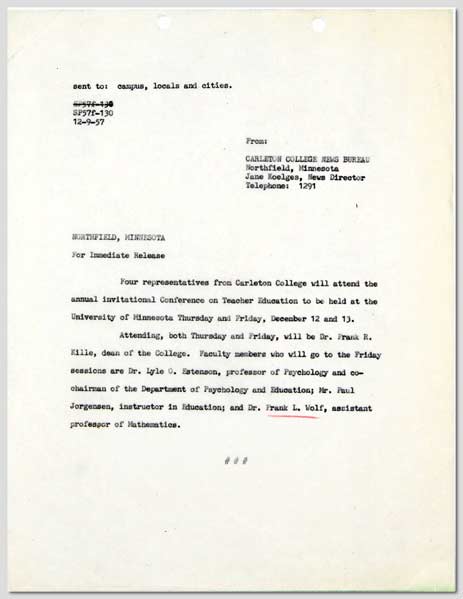 sent to: campus, locals and cities.
SP57f-130
SP57f-130
12-9-57
From:
CARLETON COLLEGE NEWS BUREAU
Northfield, Minnesota
Jane Koelges, News Director
Telephone: 1291
NORTHFIELD, MINNESOTA
For Immediate Release
Four representatives from Carleton College will attend the
annual invitational Conference on Teacher Education to be held at the
University of Minnesota Thursday and Friday, December 12 and 13.
Attending, both Thursday and Friday, will be Dr. Frank R.
Kille, dean of the College. Faculty members who will go to the Friday
sessions are Dr. Lyle O. Estenson, professor of Psychology and co-
chairman of the Department of Psychology and Education; Mr. Paul
Jorgensen, instructor in Education; and Dr. Frank L. Wolf, assistant
professor of Mathematics.
# # #